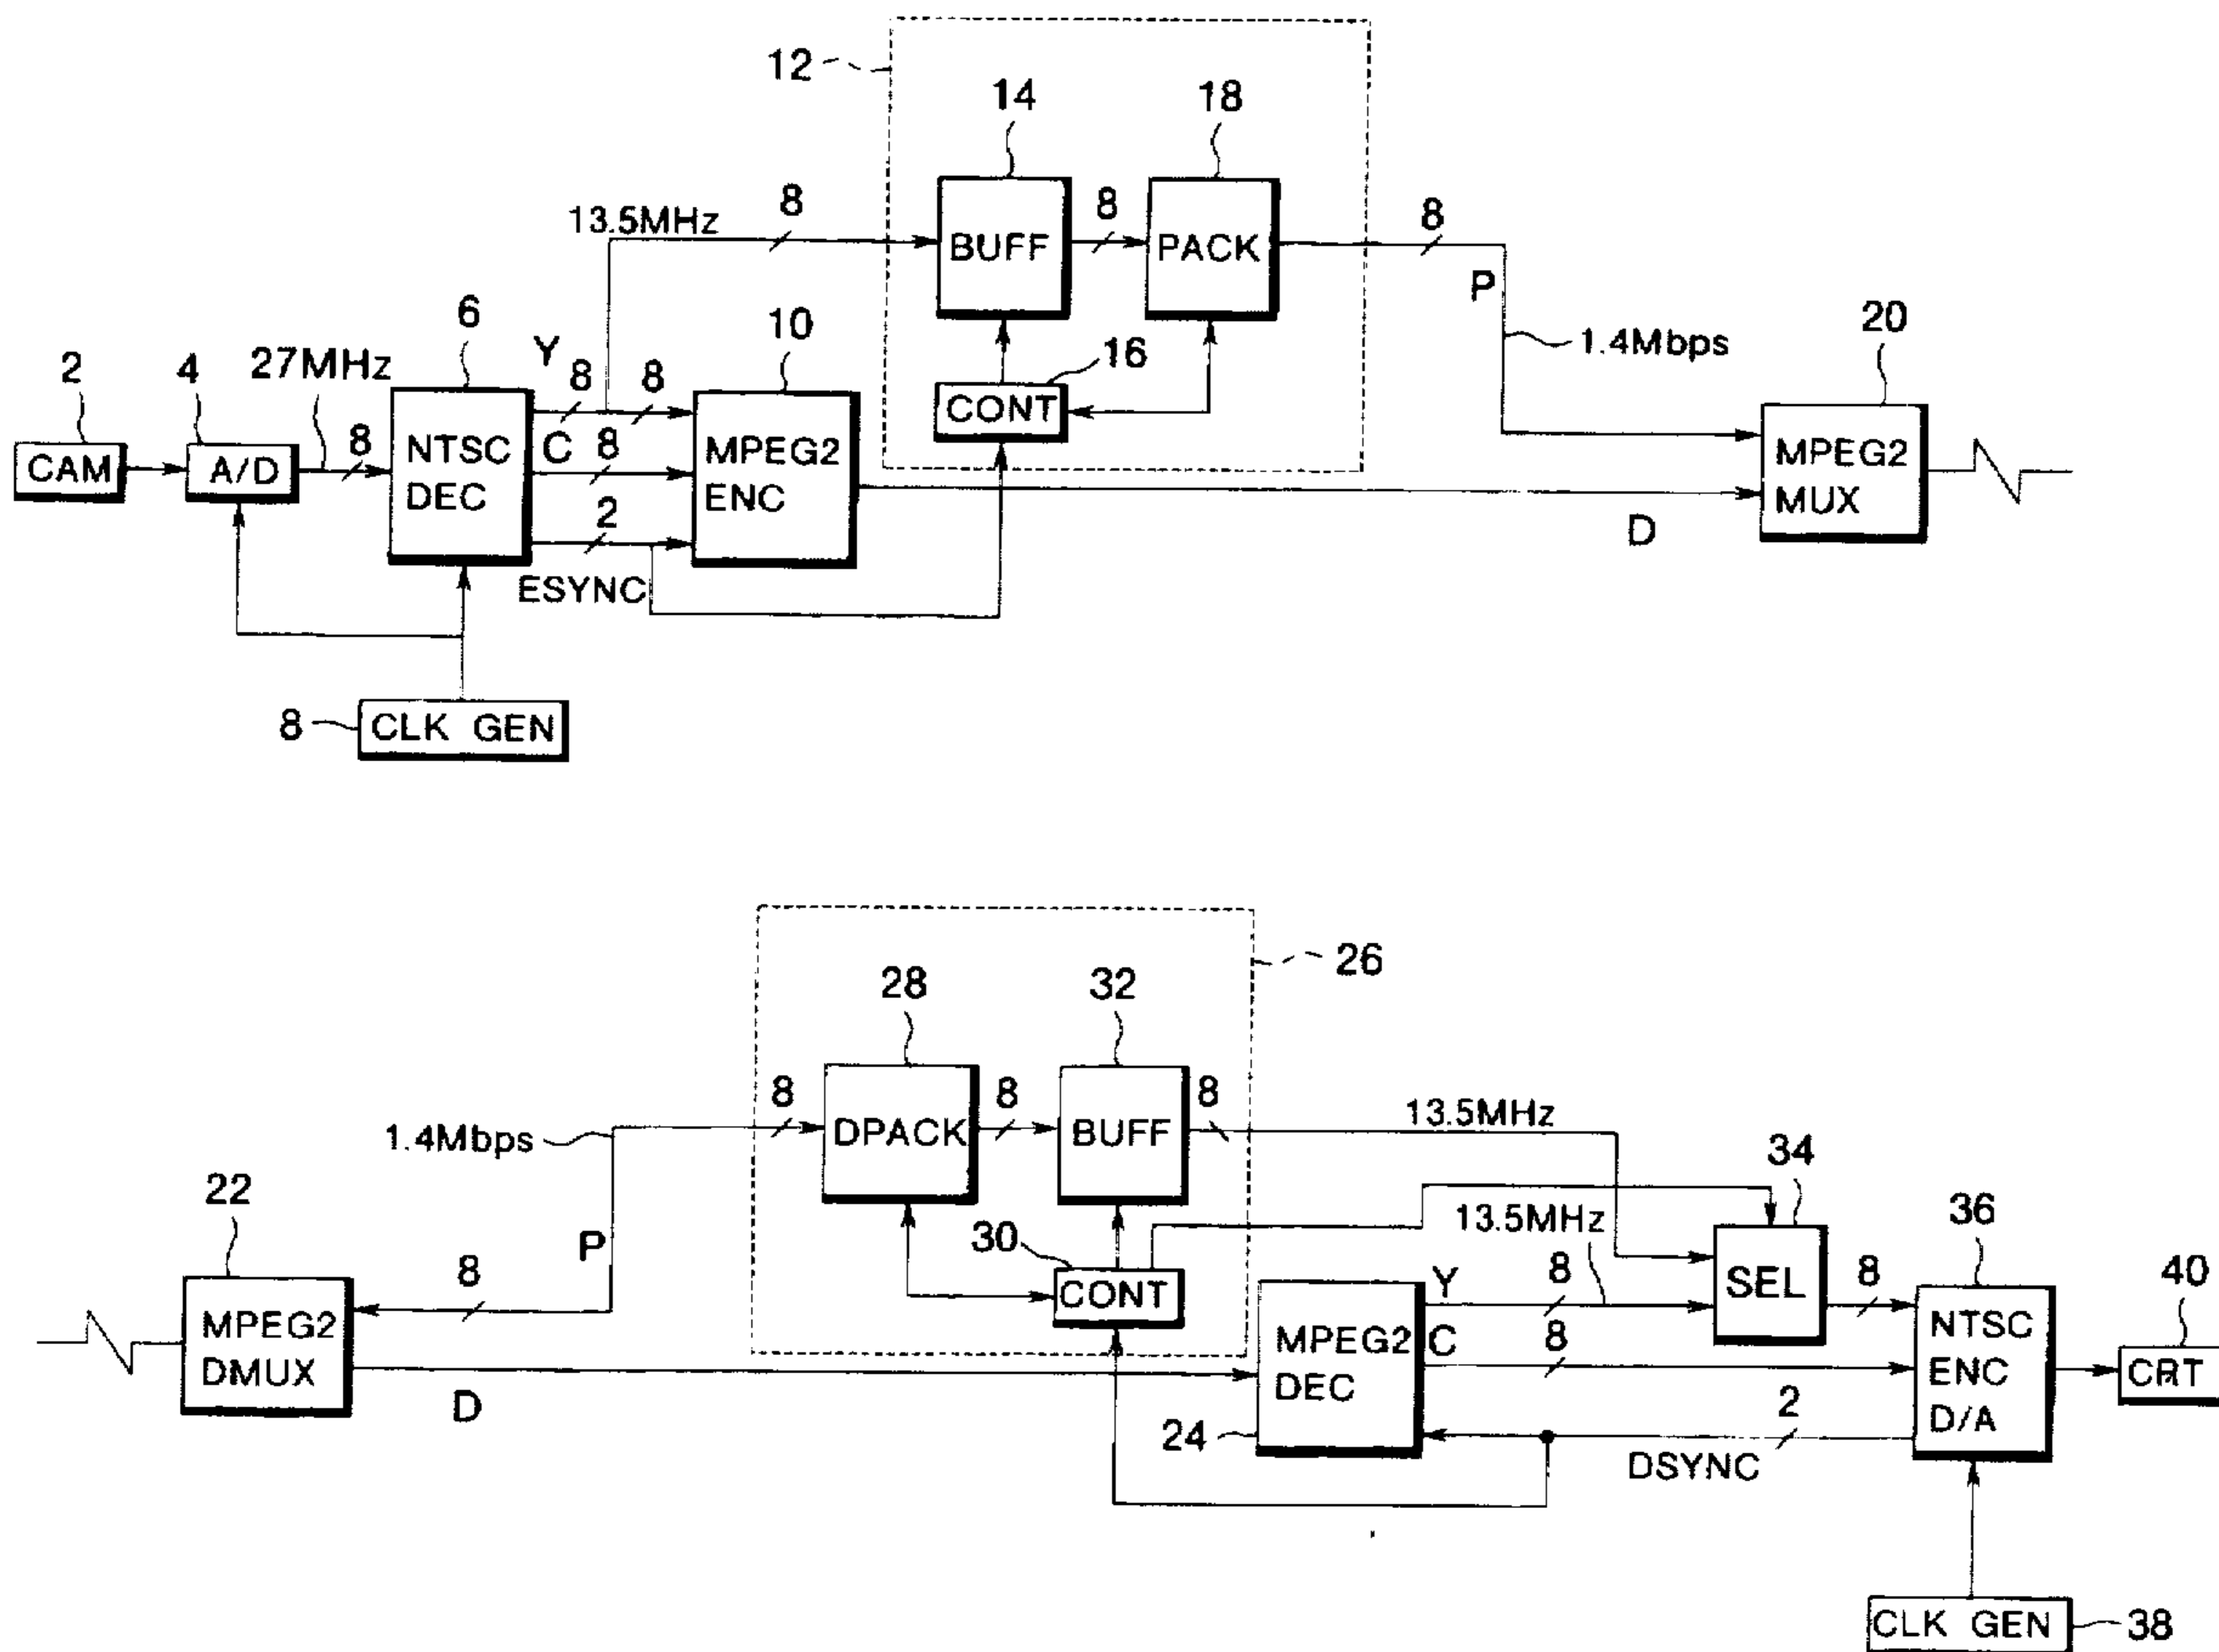 12
14
18
13.5MHz
8
8
8
BUFF
PACK
P
6
10
16
20
Y
1.4Mbps
2
4
27MHz
8
8
CONT
8
NTSC
DEC
C
8
MPEG2
ENC
MPEG2
MUX
CAM
A/D
2
D
ESYNC
8
CLK GEN
26
28
32
8
8
8
13.5MHz
1.4Mbps
DPACK
BUFF
34
22
13.5MHz
36
P
30
8
CONT
Y
8
SEL
8
40
MPEG2
DMUX
MPEG2
DEC
C
8
NTSC
ENC
D/A
CRT
D
24
2
DSYNC
CLK GEN
38